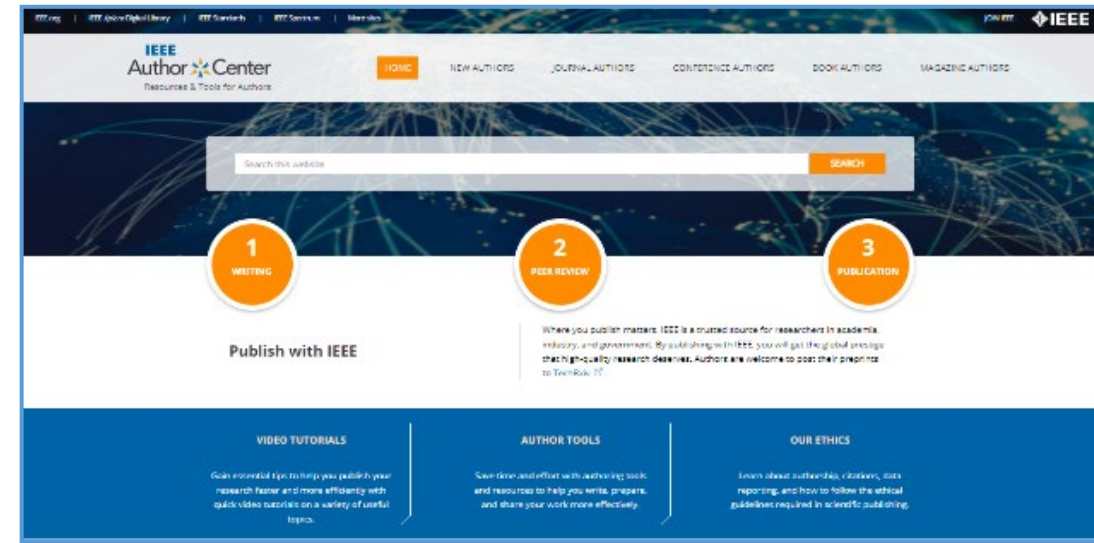 IEEE.org | IEEE Xplore Digital Library | IEEE Standards | IEEE Spectrum | More sites
JOIN IEEE
IEEE
IEEE
Author Center
Resources & Tools for Authors
HOME
NEW AUTHORS
JOURNAL AUTHORS
CONFERENCE AUTHORS
BOOK AUTHORS
MAGAZINE AUTHORS
Search this website
SEARCH
1
WRITING
2
PEER REVIEW
3
PUBLICATION
Publish with IEEE
Where you publish matters. IEEE is a trusted source for researchers in academia,
industry, and government. By publishing with IEEE, you will get the global prestige
that high-quality research deserves. Authors are welcome to post their preprints
to TechRxiv.
VIDEO TUTORIALS
Gain essential tips to help you publish your
research faster and more efficiently with
quick video tutorials on a variety of useful
topics.
AUTHOR TOOLS
Save time and effort with authoring tools
and resources to help you write, prepare,
and share your work more effectively.
OUR ETHICS
Learn about authorship, citations, data
reporting, and how to follow the ethical
guidelines required in scientific publishing.